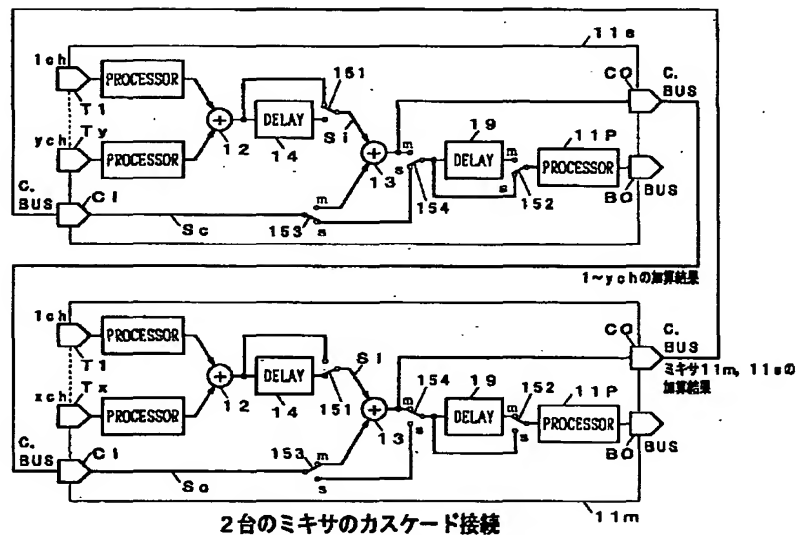 11s
1ch
PROCESSOR
T1
ych
Ty
PROCESSOR
12
DELAY
14
151
Si
13
m
s
154
DELAY
19
m
s
152
PROCESSOR
11P
CO
C.
BUS
BO
BUS
C.
BUS
CI
Sc
153
m
s
1~ychの加算結果
1ch
PROCESSOR
T1
xch
Tx
PROCESSOR
12
DELAY
14
151
Si
13
m
s
154
DELAY
19
m
s
152
PROCESSOR
11P
CO
C.
BUS
ミキサ11m, 11sの
加算結果
BO
BUS
C.
BUS
CI
Sc
153
m
s
11m
2台のミキサのカスケード接続